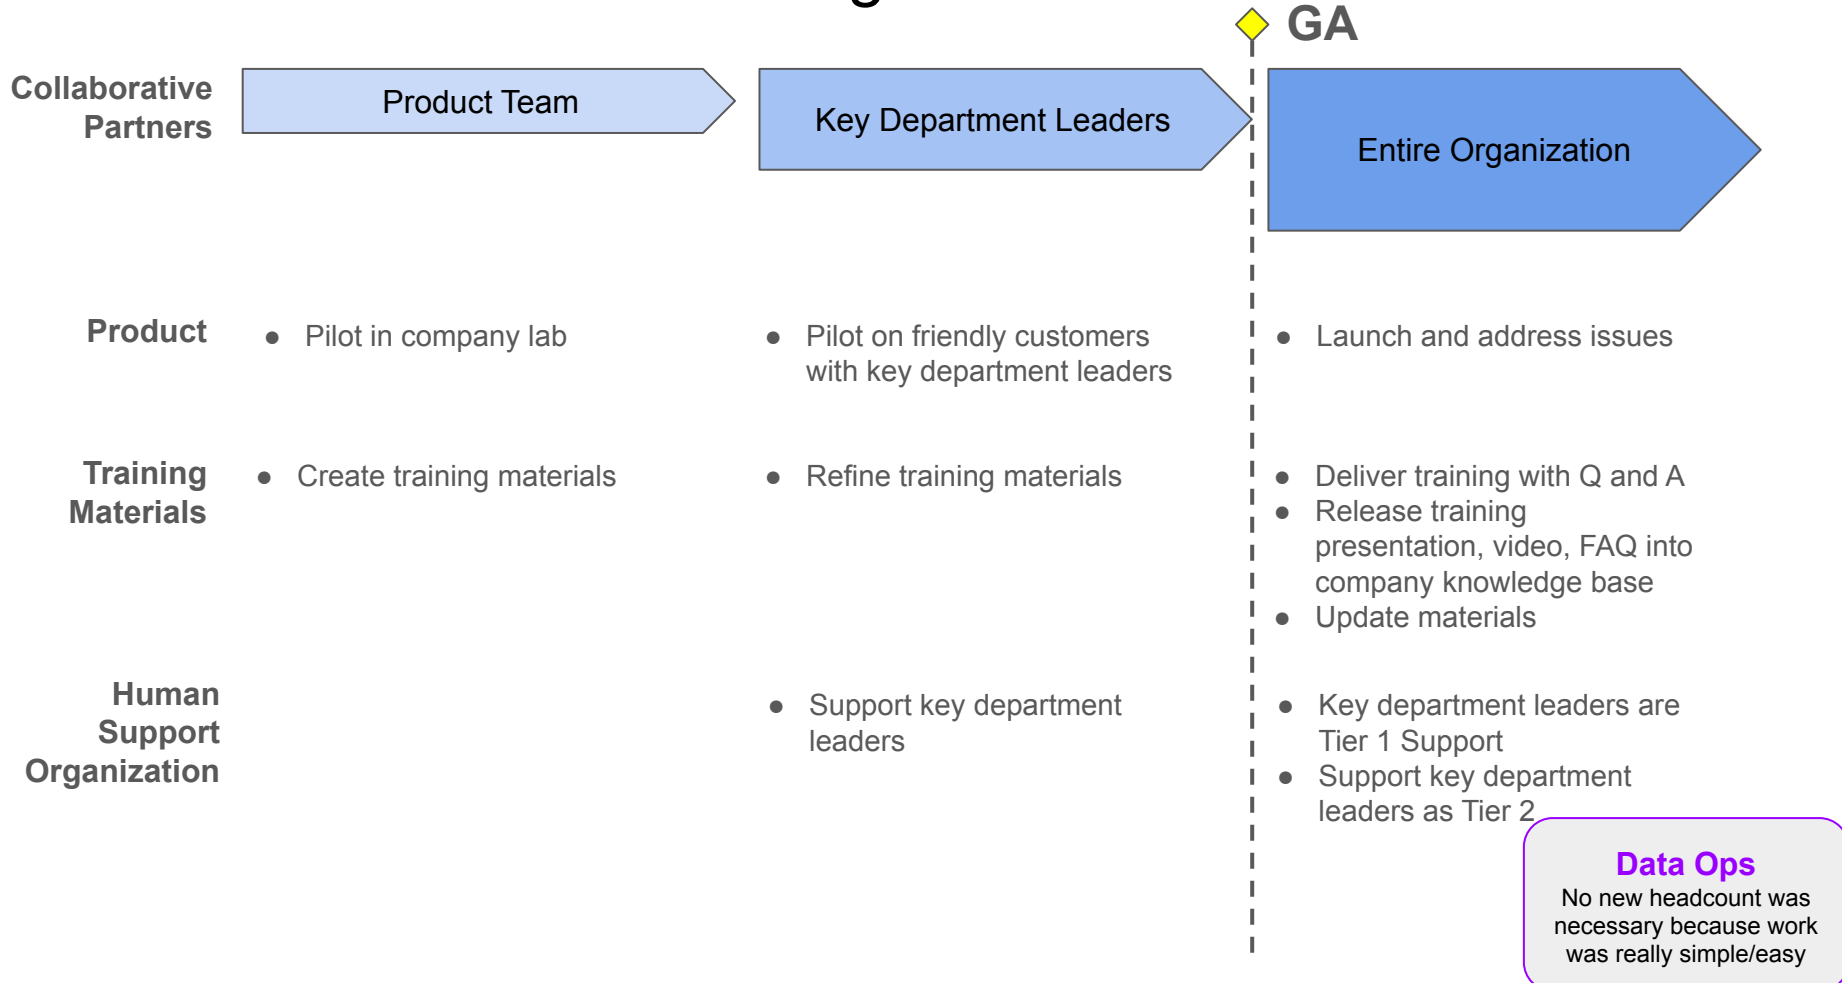 GA
Collaborative
Partners
Product Team
Key Department Leaders
Entire Organization
Product
● Pilot in company lab
● Pilot on friendly customers
with key department leaders
● Launch and address issues
Training
Materials
● Create training materials
● Refine training materials
● Deliver training with Q and A
● Release training
presentation, video, FAQ into
company knowledge base
● Update materials
Human
Support
Organization
● Support key department
leaders
● Key department leaders are
Tier 1 Support
● Support key department
leaders as Tier 2
Data Ops
No new headcount was
necessary because work
was really simple/easy